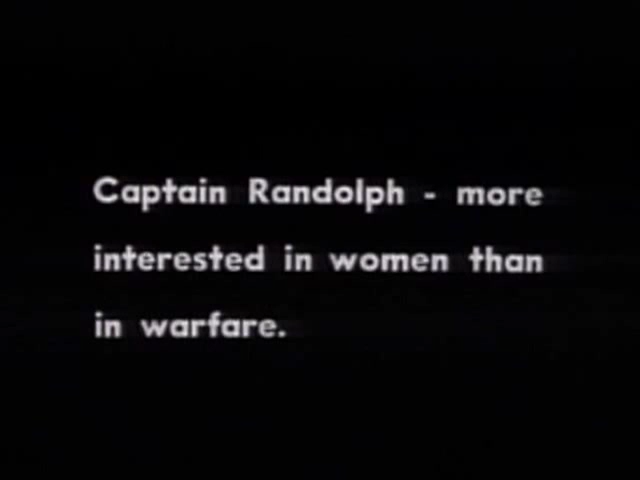 Captain Randolph - more
interested in women than
in warfare.